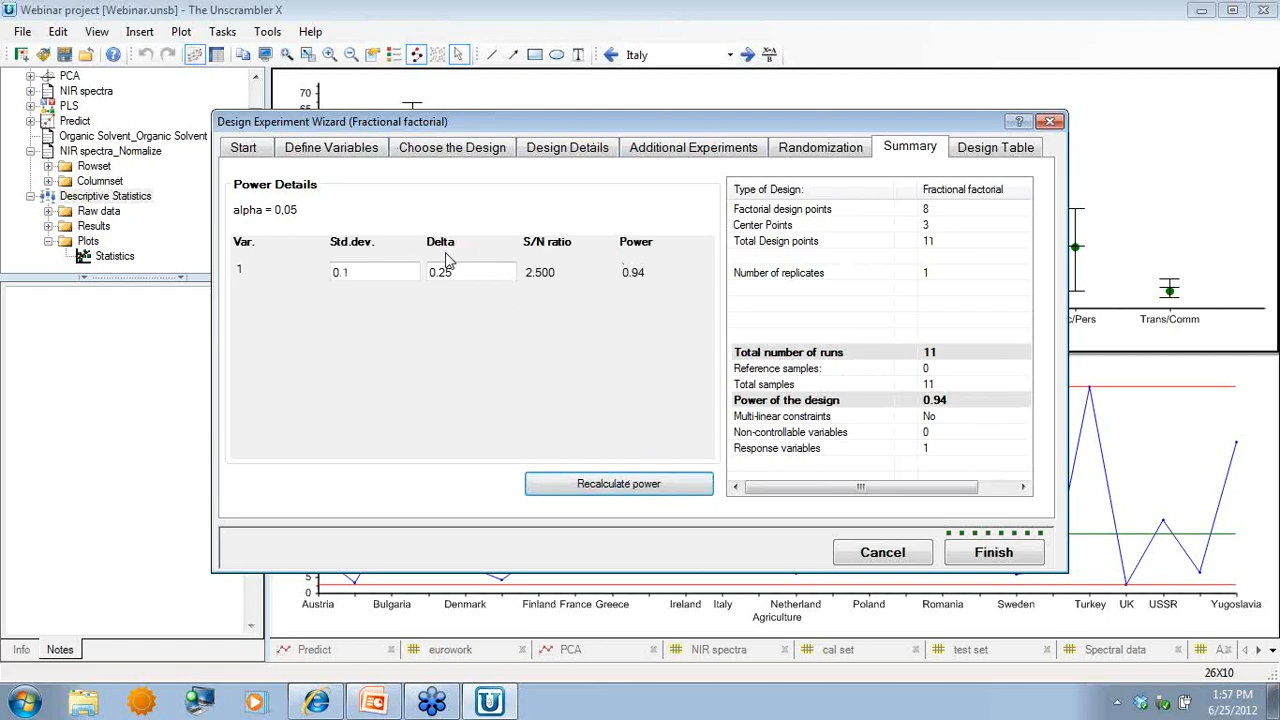 Webinar project [Webinar.unsb] - The Unscrambler X
File Edit View Insert Plot Tasks Tools Help
Italy
PCA
NIR spectra
PLS
Predict
Organic Solvent_Organic Solvent
NIR spectra_Normalize
Rowset
Columnset
Descriptive Statistics
Raw data
Results
Plots
Statistics
Info Notes
70
Design Experiment Wizard (Fractional factorial)
Start Define Variables Choose the Design Design Details Additional Experiments Randomization Summary Design Table
Power Details
alpha = 0,05
Var. Std.dev. Delta S/N ratio Power
1 0.1 0.25 2.500 0.94
Recalculate power
Type of Design: Fractional factorial
Factorial design points 8
Center Points 3
Total Design points 11
Number of replicates 1
Total number of runs 11
Reference samples: 0
Total samples 11
Power of the design 0.94
Multi-linear constraints No
Non-controllable variables 0
Response variables 1
Cancel Finish
c/Pers Trans/Comm
5
0
Austria Bulgaria Denmark Finland France Greece Ireland Italy Netherland Poland Romania Sweden Turkey UK USSR Yugoslavia
Agriculture
Predict eurowork PCA NIR spectra cal set test set Spectral data A
26X10
1:57 PM
6/25/2012